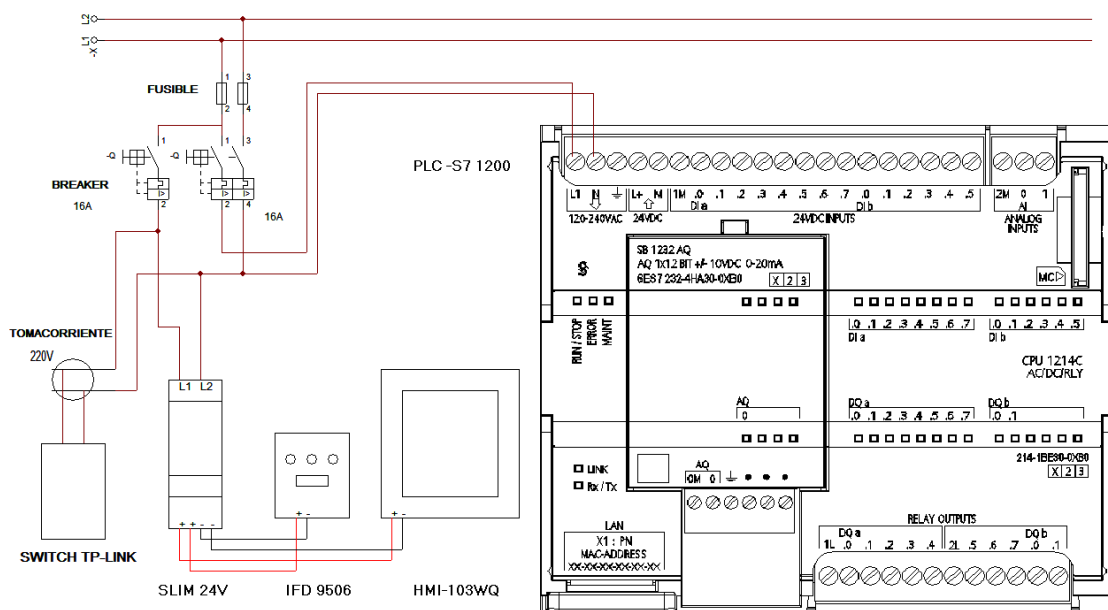 L2
L1
-X
FUSIBLE
1 3
2 4
-Q 1
-Q 1 3
I> I> I>
2 2 4
BREAKER
16A
16A
TOMACORRIENTE
220V
SWITCH TP-LINK
L1 L2
+ + - -
SLIM 24V
+ -
IFD 9506
+ -
HMI-103WQ
PLC -S7 1200
L1 N L+ M 1M .0 .1 .2 .3 .4 .5 .6 .7 .0 .1 .2 .3 .4 .5 2M 0 1
DI a DI b AI
120-240VAC 24VDC 24VDC INPUTS ANALOG INPUTS
SB 1232 AQ
AQ 1x12 BIT +/- 10VDC 0-20mA
6ES7 232-4HA30-0XB0
X 2 3
MC
RUN / STOP
ERROR
MAINT
.0 .1 .2 .3 .4 .5 .6 .7 .0 .1 .2 .3 .4 .5
DI a DI b
CPU 1214C
AC/DC/RLY
AQ
0
DQ a DQ b
.0 .1 .2 .3 .4 .5 .6 .7 .0 .1
214-1BE30-0XB0
X 2 3
LINK
Rx / Tx
AQ
0M 0
LAN
X1 : PN
MAC-ADDRESS
XX-XX-XX-XX-XX-XX
RELAY OUTPUTS
DQ a DQ b
1L .0 .1 .2 .3 .4 2L .5 .6 .7 .0 .1